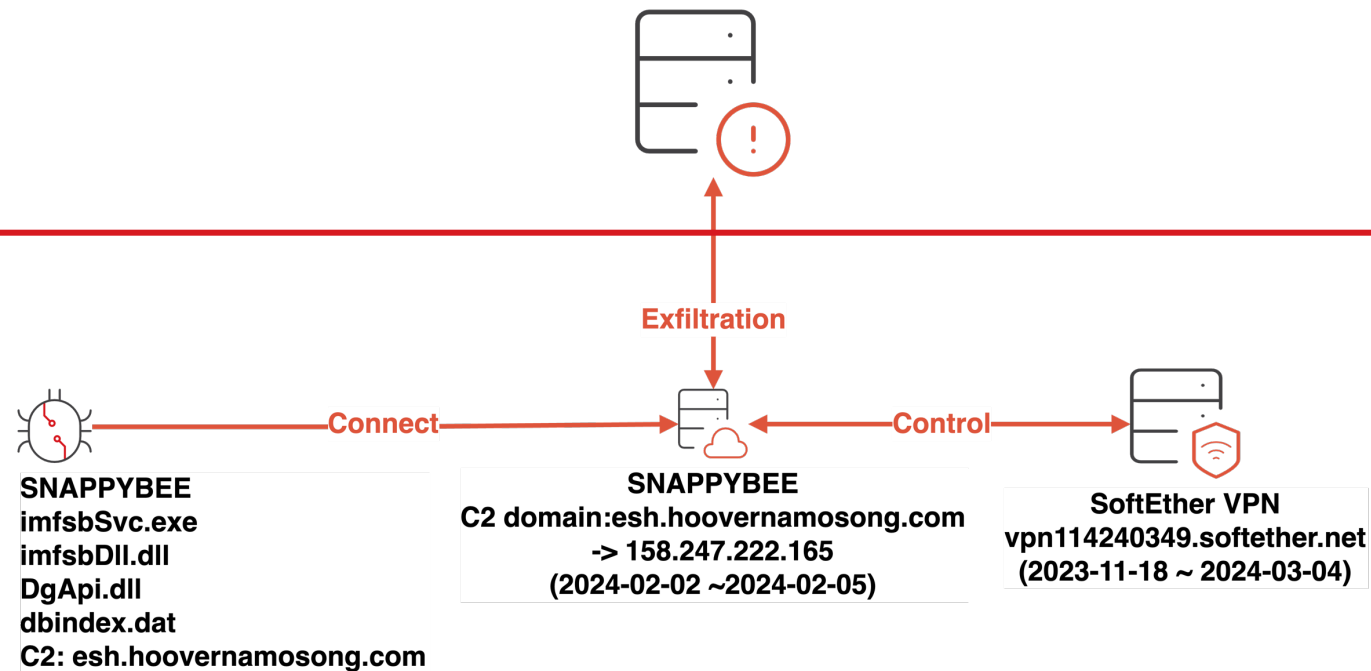 Exfiltration
Connect
Control
SNAPPYBEE
imfsbSvc.exe
imfsbDll.dll
DgApi.dll
dbindex.dat
C2: esh.hoovernamosong.com
SNAPPYBEE
C2 domain:esh.hoovernamosong.com
-> 158.247.222.165
(2024-02-02 ~2024-02-05)
SoftEther VPN
vpn114240349.softether.net
(2023-11-18 ~ 2024-03-04)